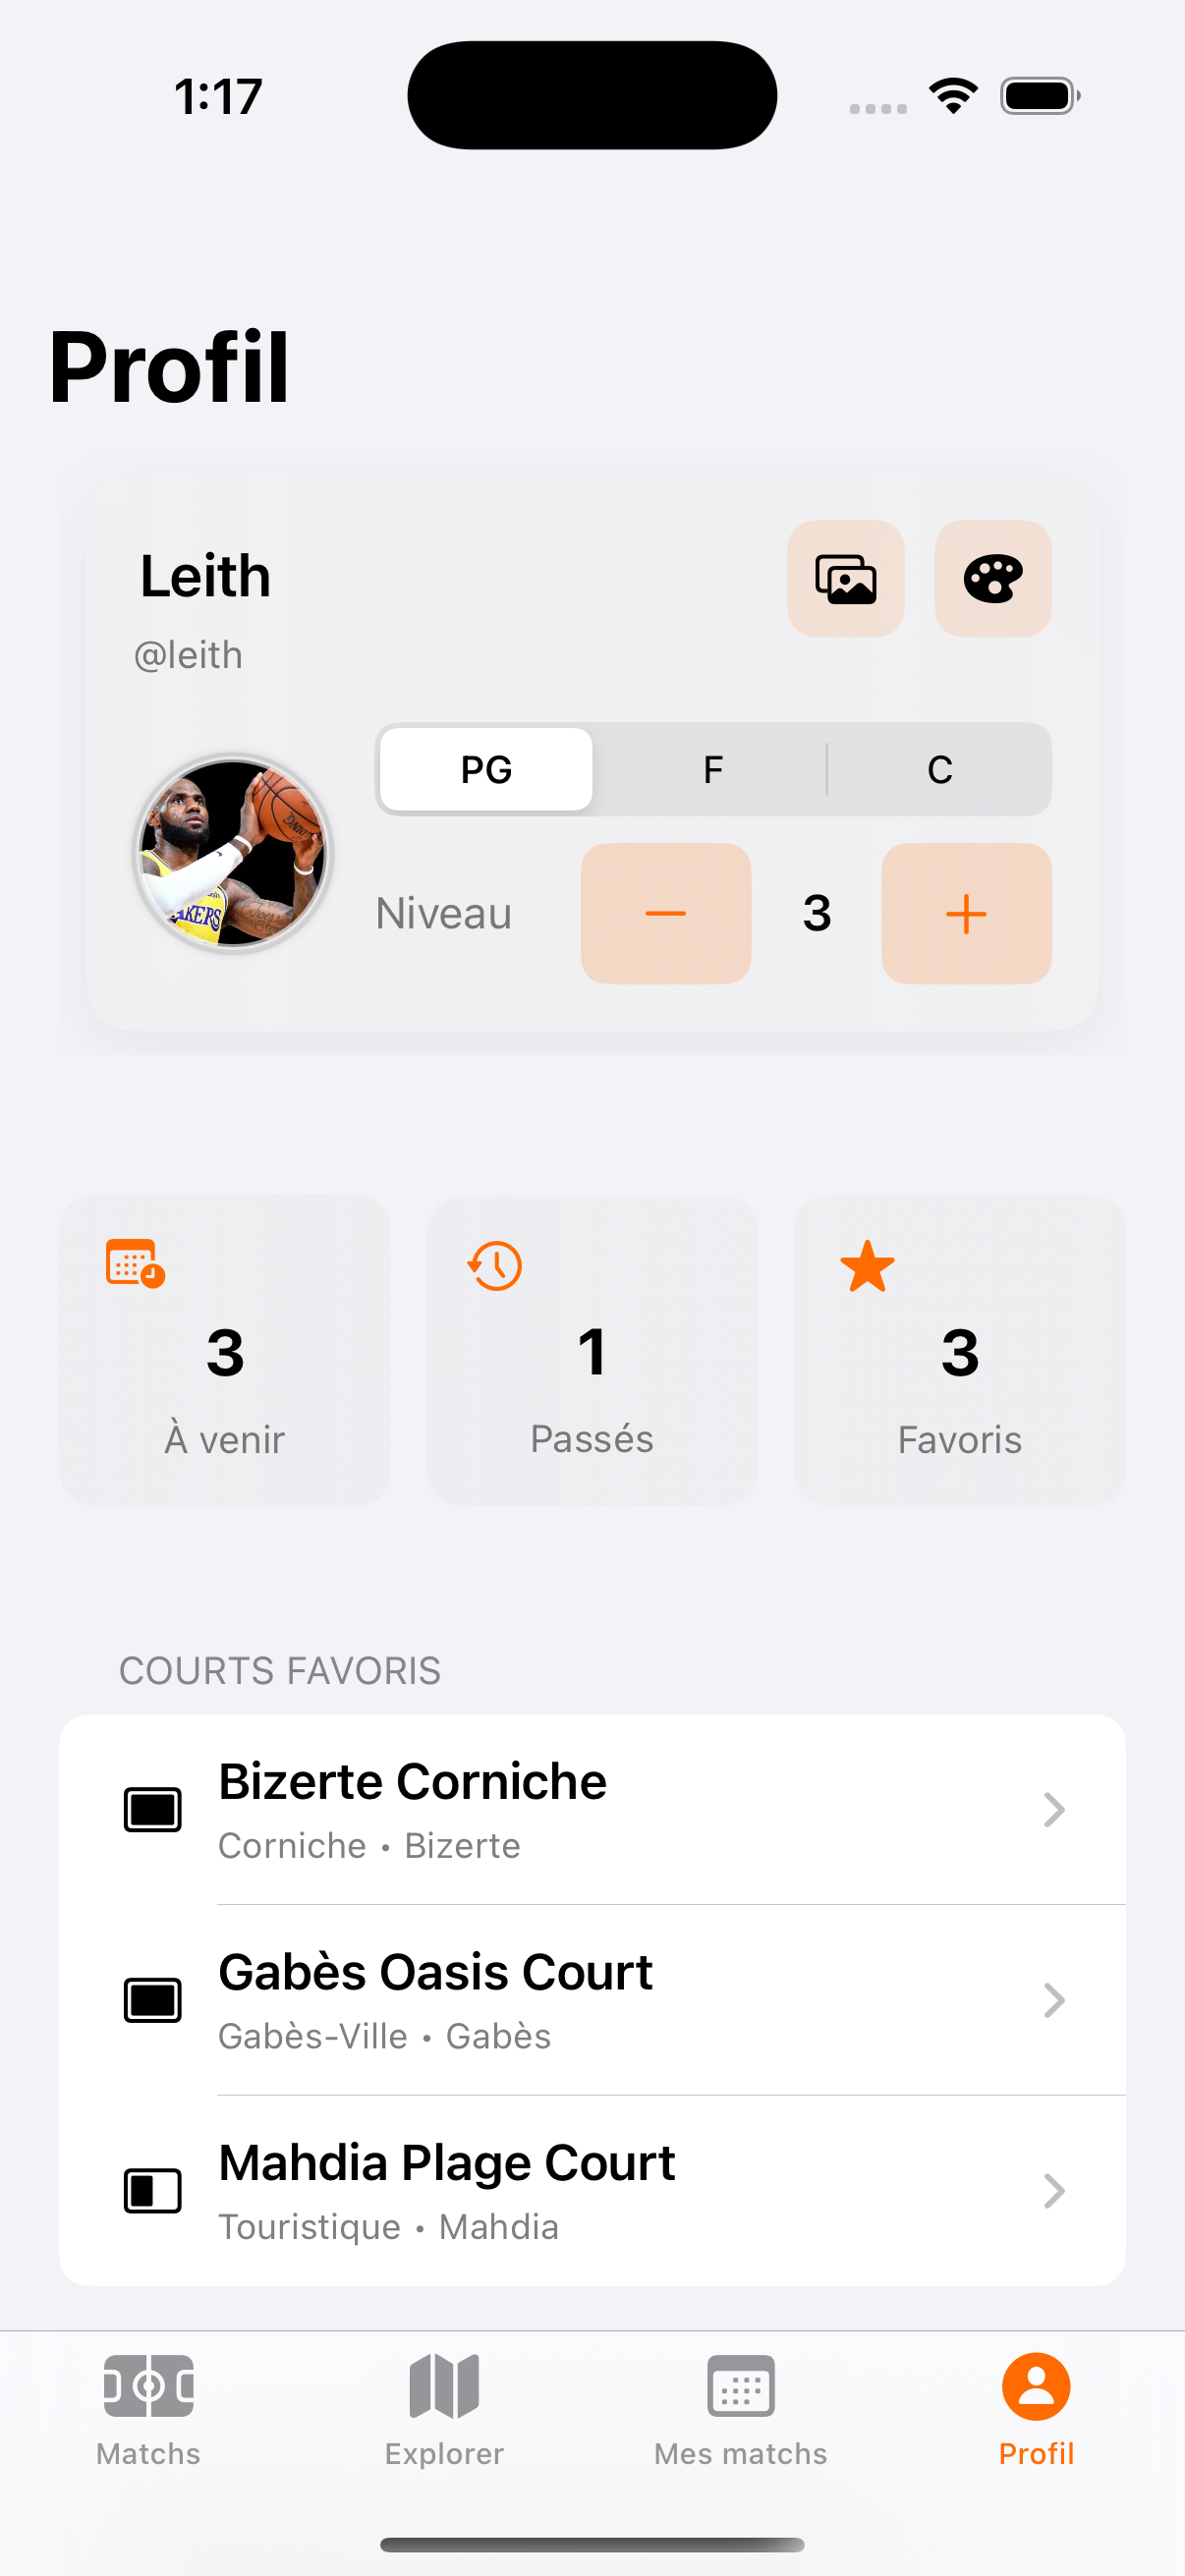 1:17
Profil
Leith
@leith
PG F C
AKERS
Niveau 3
3 1 3
À venir Passés Favoris
COURTS FAVORIS
Bizerte Corniche
Corniche • Bizerte
Gabès Oasis Court
Gabès-Ville • Gabès
Mahdia Plage Court
Touristique • Mahdia
Matchs Explorer Mes matchs Profil